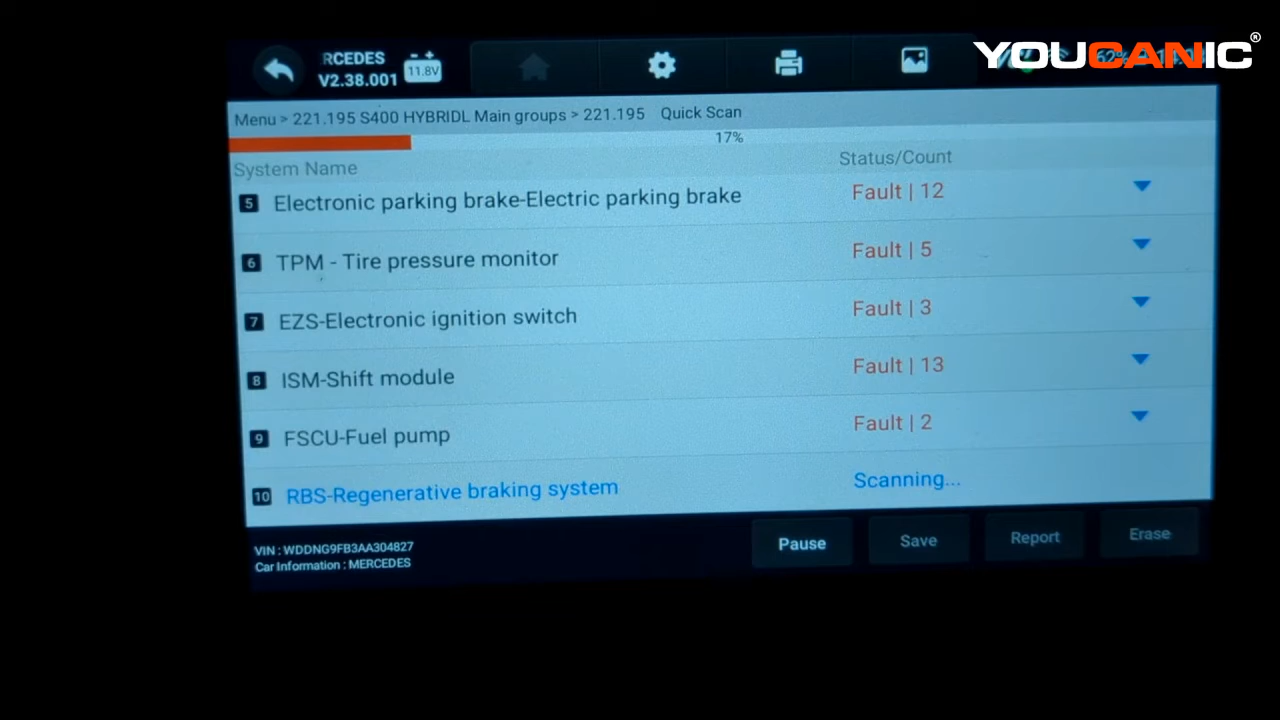 YOUCANIC®
RCEDES
V2.38.001
11.8V
62%
Menu > 221.195 S400 HYBRIDL Main groups > 221.195 Quick Scan
17%
System Name Status/Count
5 Electronic parking brake-Electric parking brake Fault | 12
6 TPM - Tire pressure monitor Fault | 5
7 EZS-Electronic ignition switch Fault | 3
8 ISM-Shift module Fault | 13
9 FSCU-Fuel pump Fault | 2
10 RBS-Regenerative braking system Scanning...
VIN : WDDNG9FB3AA304827
Car Information : MERCEDES
Pause Save Report Erase